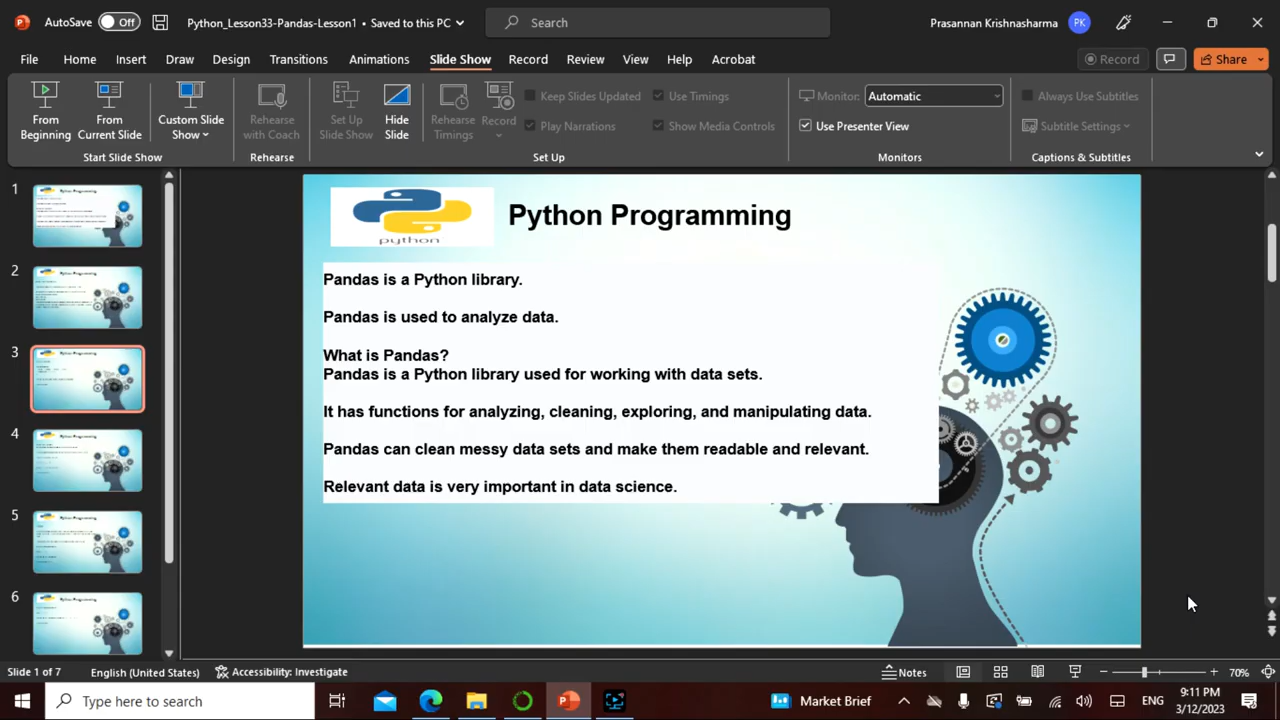 AutoSave Off Python_Lesson33-Pandas-Lesson1 • Saved to this PC Search Prasannan Krishnasharma PK
File Home Insert Draw Design Transitions Animations Slide Show Record Review View Help Acrobat Record Share
From Beginning
From Current Slide
Custom Slide Show
Start Slide Show
Rehearse with Coach
Rehearse
Set Up Slide Show
Hide Slide
Rehearse Timings
Record
Keep Slides Updated
Play Narrations
Use Timings
Show Media Controls
Set Up
Monitor: Automatic
Use Presenter View
Monitors
Always Use Subtitles
Subtitle Settings
Captions & Subtitles
1
2
3
4
5
6
python
Python Programming
Pandas is a Python library.
Pandas is used to analyze data.
What is Pandas?
Pandas is a Python library used for working with data sets.
It has functions for analyzing, cleaning, exploring, and manipulating data.
Pandas can clean messy data sets and make them readable and relevant.
Relevant data is very important in data science.
Slide 1 of 7 English (United States) Accessibility: Investigate Notes 70%
Type here to search Market Brief ENG 9:11 PM
3/12/2023